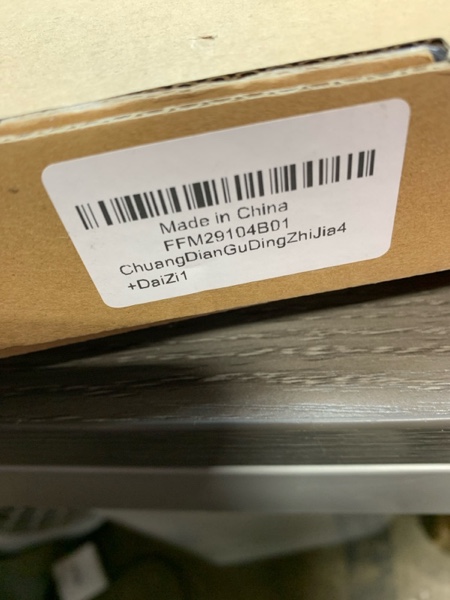 Made in China
FFM29104B01
ChuangDianGuDingZhiJia4
+DaiZi1